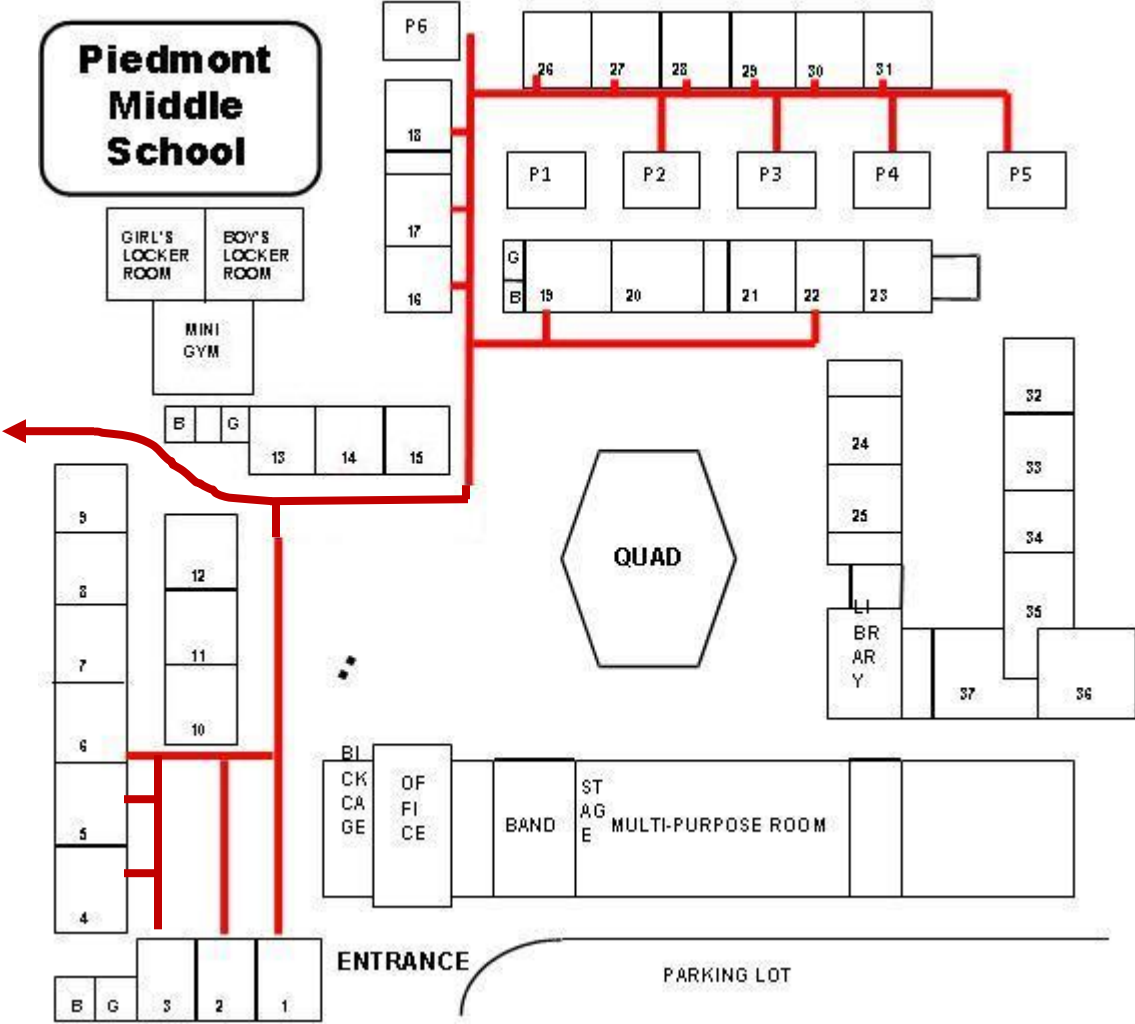 Piedmont
Middle
School
P6
26
27
28
29
30
31
18
P1
P2
P3
P4
P5
GIRL'S
LOCKER
ROOM
BOY'S
LOCKER
ROOM
17
16
G
B
19
20
21
22
23
MINI
GYM
B
G
13
14
15
32
24
33
25
34
9
8
7
6
5
4
12
11
10
QUAD
LI
BR
AR
Y
35
37
36
BI
CK
CA
GE
OF
FI
CE
BAND
ST
AG
E
MULTI-PURPOSE ROOM
ENTRANCE
PARKING LOT
B
G
3
2
1